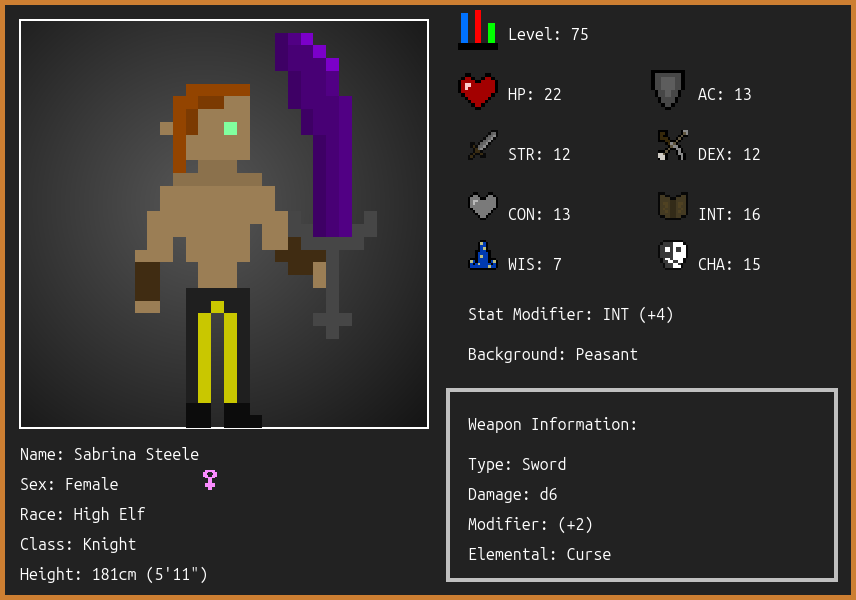 Level: 75
HP: 22
AC: 13
STR: 12
DEX: 12
CON: 13
INT: 16
WIS: 7
CHA: 15
Stat Modifier: INT (+4)
Background: Peasant
Weapon Information:
Type: Sword
Damage: d6
Modifier: (+2)
Elemental: Curse
Name: Sabrina Steele
Sex: Female
Race: High Elf
Class: Knight
Height: 181cm (5'11")